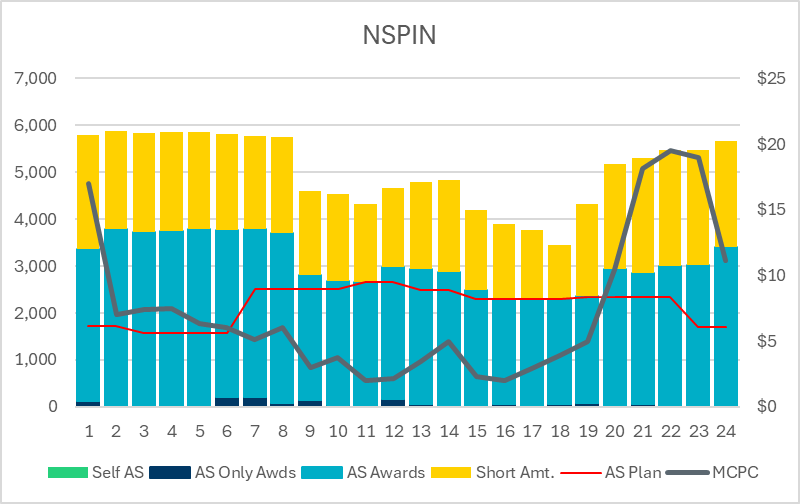 NSPIN
7,000 $25
6,000 $20
5,000
4,000 $15
3,000 $10
2,000
1,000 $5
0 $0
1 2 3 4 5 6 7 8 9 10 11 12 13 14 15 16 17 18 19 20 21 22 23 24
Self AS AS Only Awds AS Awards Short Amt. AS Plan MCPC